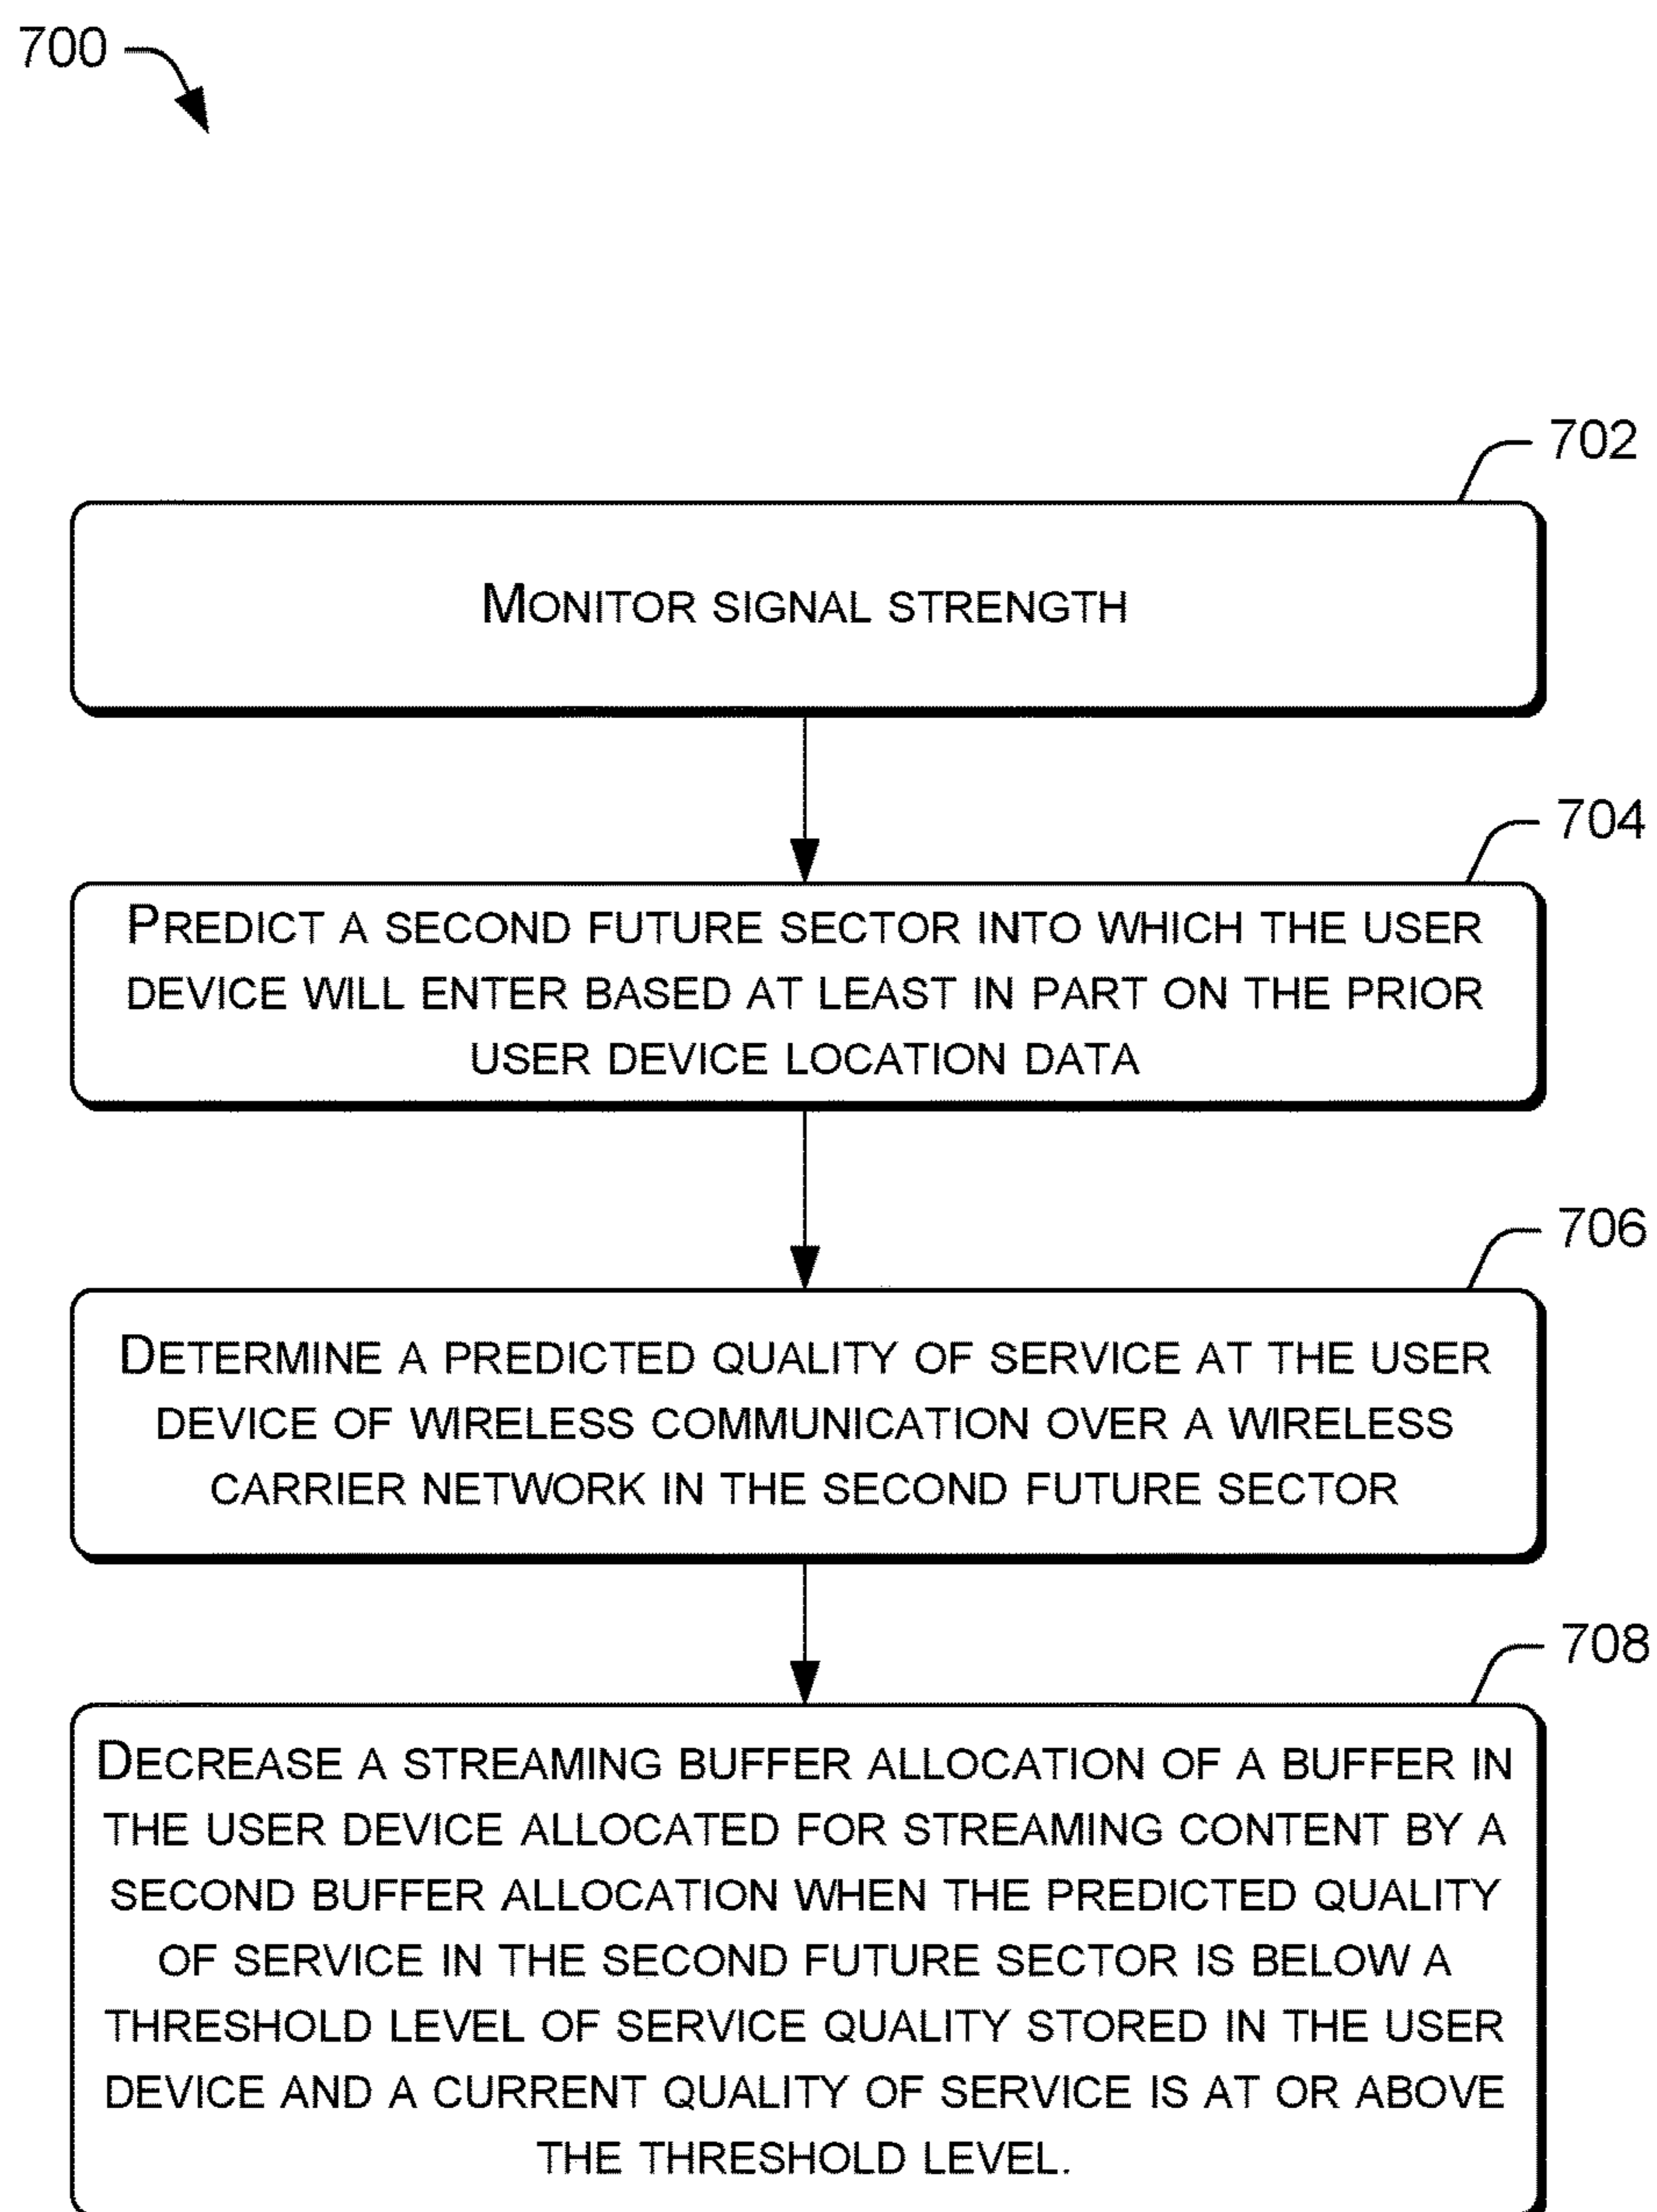 700
702
MONITOR SIGNAL STRENGTH
704
PREDICT A SECOND FUTURE SECTOR INTO WHICH THE USER
DEVICE WILL ENTER BASED AT LEAST IN PART ON THE PRIOR
USER DEVICE LOCATION DATA
706
DETERMINE A PREDICTED QUALITY OF SERVICE AT THE USER
DEVICE OF WIRELESS COMMUNICATION OVER A WIRELESS
CARRIER NETWORK IN THE SECOND FUTURE SECTOR
708
DECREASE A STREAMING BUFFER ALLOCATION OF A BUFFER IN
THE USER DEVICE ALLOCATED FOR STREAMING CONTENT BY A
SECOND BUFFER ALLOCATION WHEN THE PREDICTED QUALITY
OF SERVICE IN THE SECOND FUTURE SECTOR IS BELOW A
THRESHOLD LEVEL OF SERVICE QUALITY STORED IN THE USER
DEVICE AND A CURRENT QUALITY OF SERVICE IS AT OR ABOVE
THE THRESHOLD LEVEL.